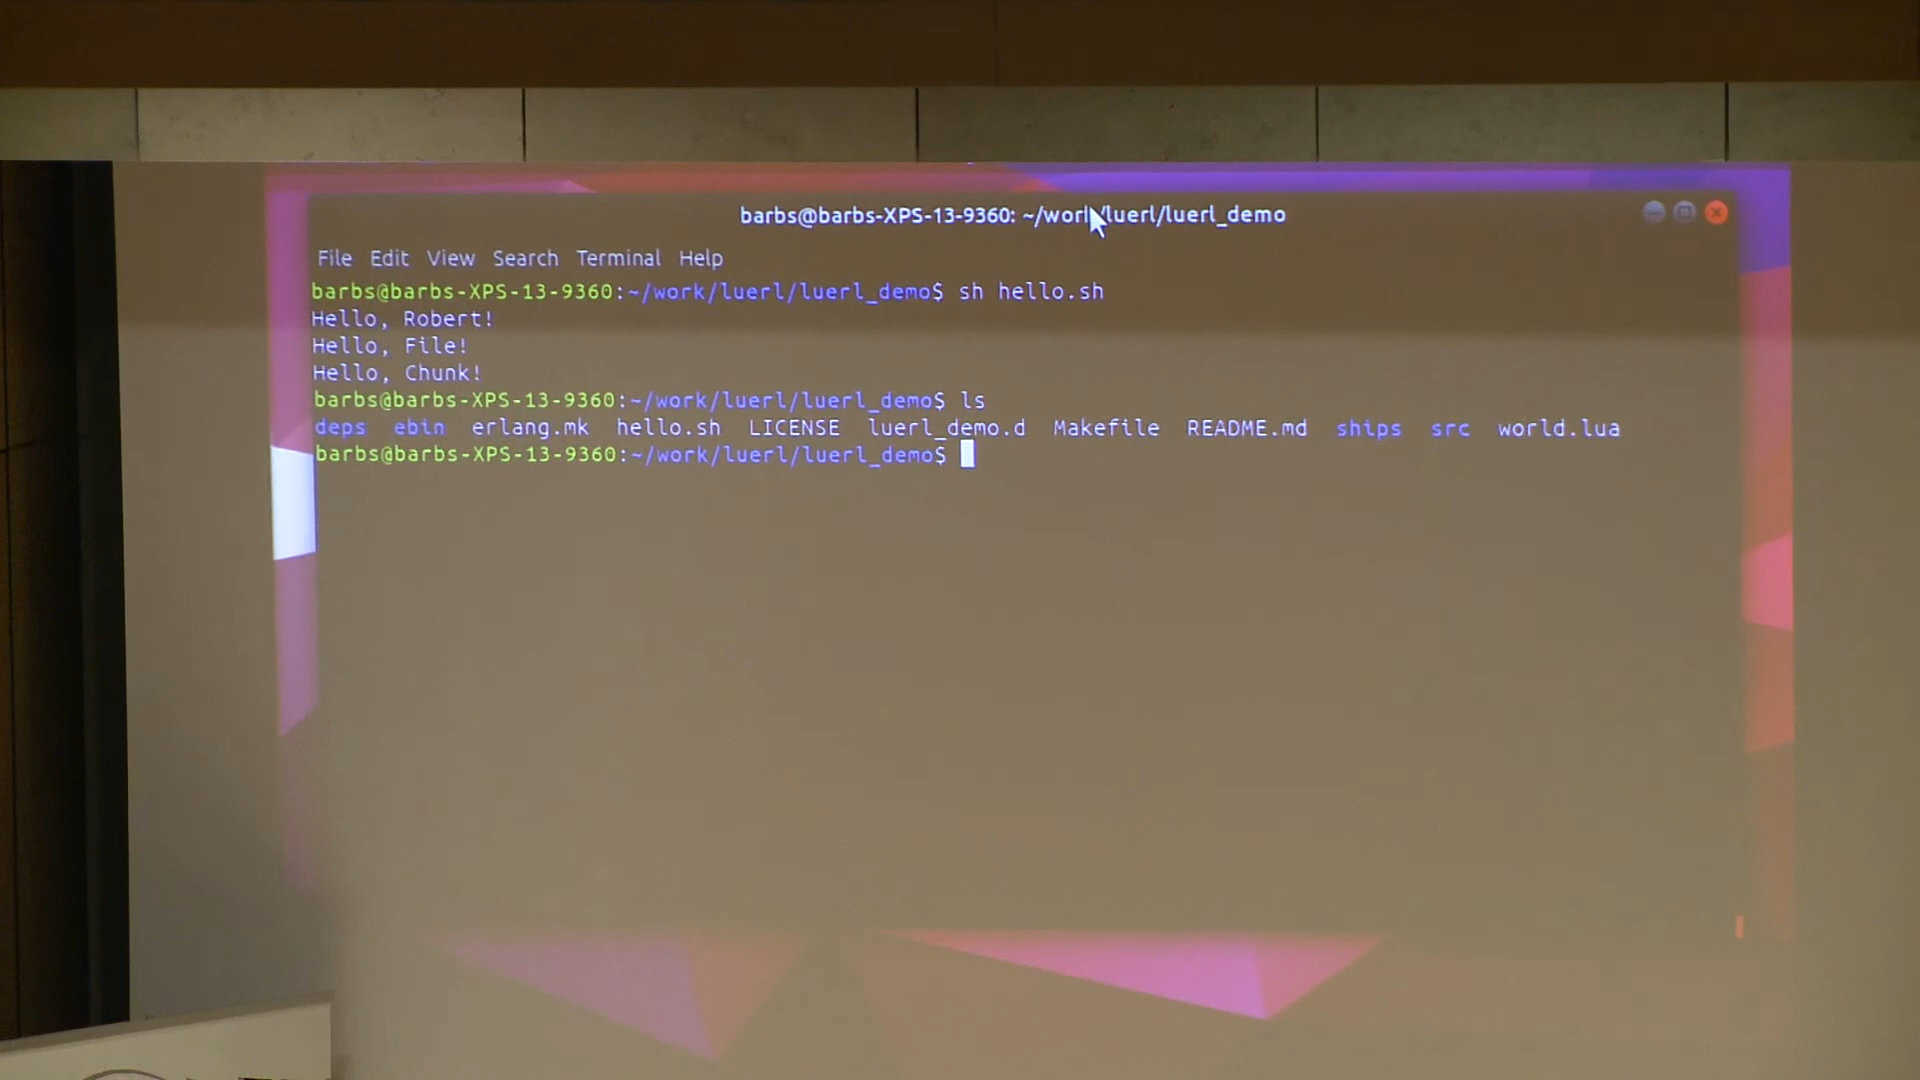 barbs@barbs-XPS-13-9360: ~/work/luerl/luerl_demo
File Edit View Search Terminal Help
barbs@barbs-XPS-13-9360:~/work/luerl/luerl_demo$ sh hello.sh
Hello, Robert!
Hello, File!
Hello, Chunk!
barbs@barbs-XPS-13-9360:~/work/luerl/luerl_demo$ ls
deps ebin erlang.mk hello.sh LICENSE luerl_demo.d Makefile README.md ships src world.lua
barbs@barbs-XPS-13-9360:~/work/luerl/luerl_demo$